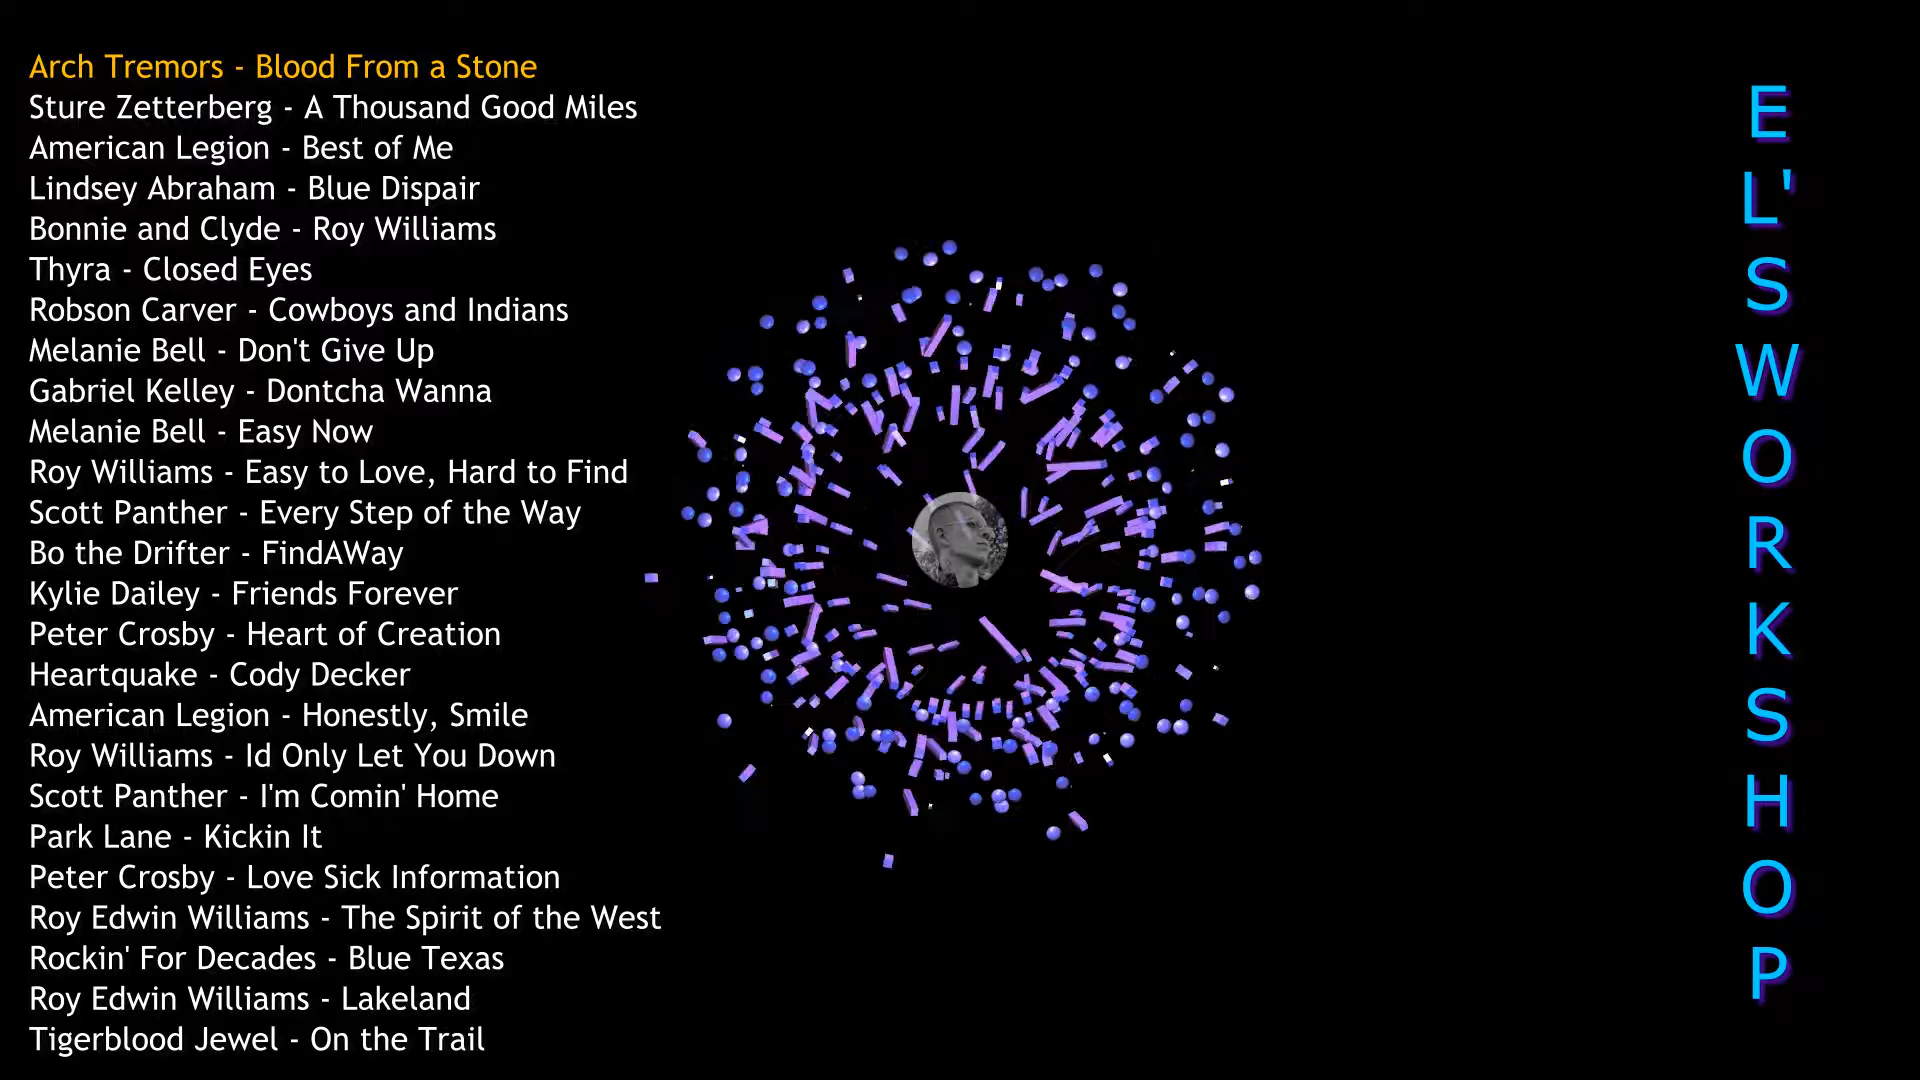 Arch Tremors - Blood From a Stone
Sture Zetterberg - A Thousand Good Miles
American Legion - Best of Me
Lindsey Abraham - Blue Dispair
Bonnie and Clyde - Roy Williams
Thyra - Closed Eyes
Robson Carver - Cowboys and Indians
Melanie Bell - Don't Give Up
Gabriel Kelley - Dontcha Wanna
Melanie Bell - Easy Now
Roy Williams - Easy to Love, Hard to Find
Scott Panther - Every Step of the Way
Bo the Drifter - FindAWay
Kylie Dailey - Friends Forever
Peter Crosby - Heart of Creation
Heartquake - Cody Decker
American Legion - Honestly, Smile
Roy Williams - Id Only Let You Down
Scott Panther - I'm Comin' Home
Park Lane - Kickin It
Peter Crosby - Love Sick Information
Roy Edwin Williams - The Spirit of the West
Rockin' For Decades - Blue Texas
Roy Edwin Williams - Lakeland
Tigerblood Jewel - On the Trail
EL'S WORKSHOP